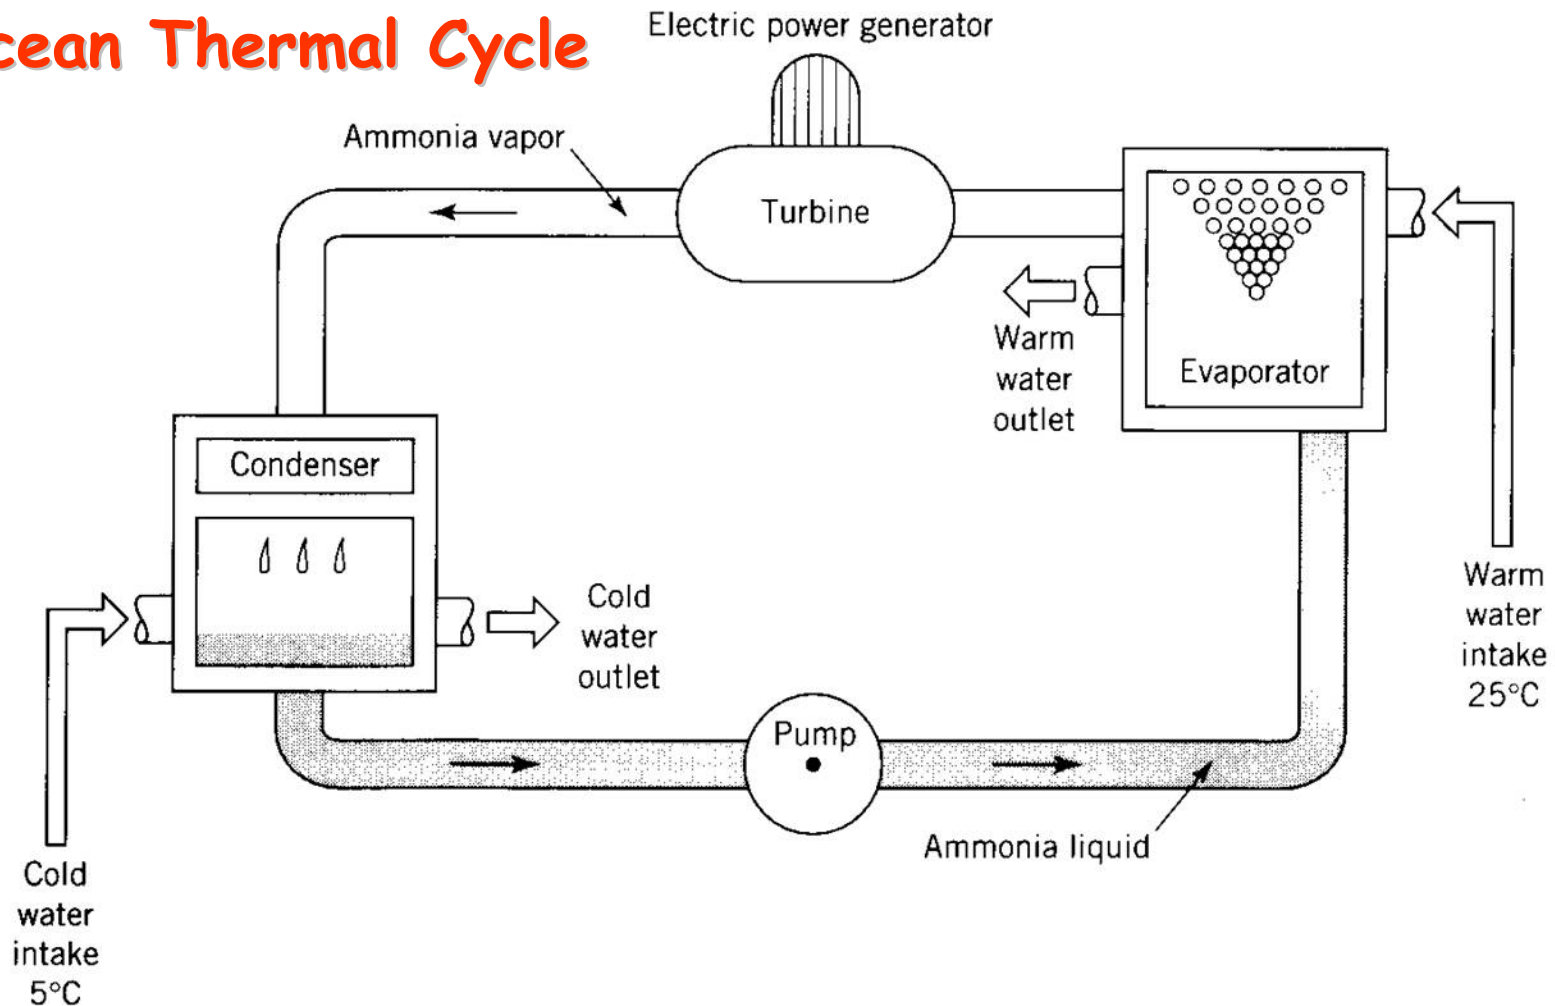 cean Thermal Cycle
Electric power generator
Ammonia vapor
Turbine
Warm
water
outlet
Evaporator
Condenser
Cold
water
outlet
Warm
water
intake
25°C
Pump
Ammonia liquid
Cold
water
intake
5°C